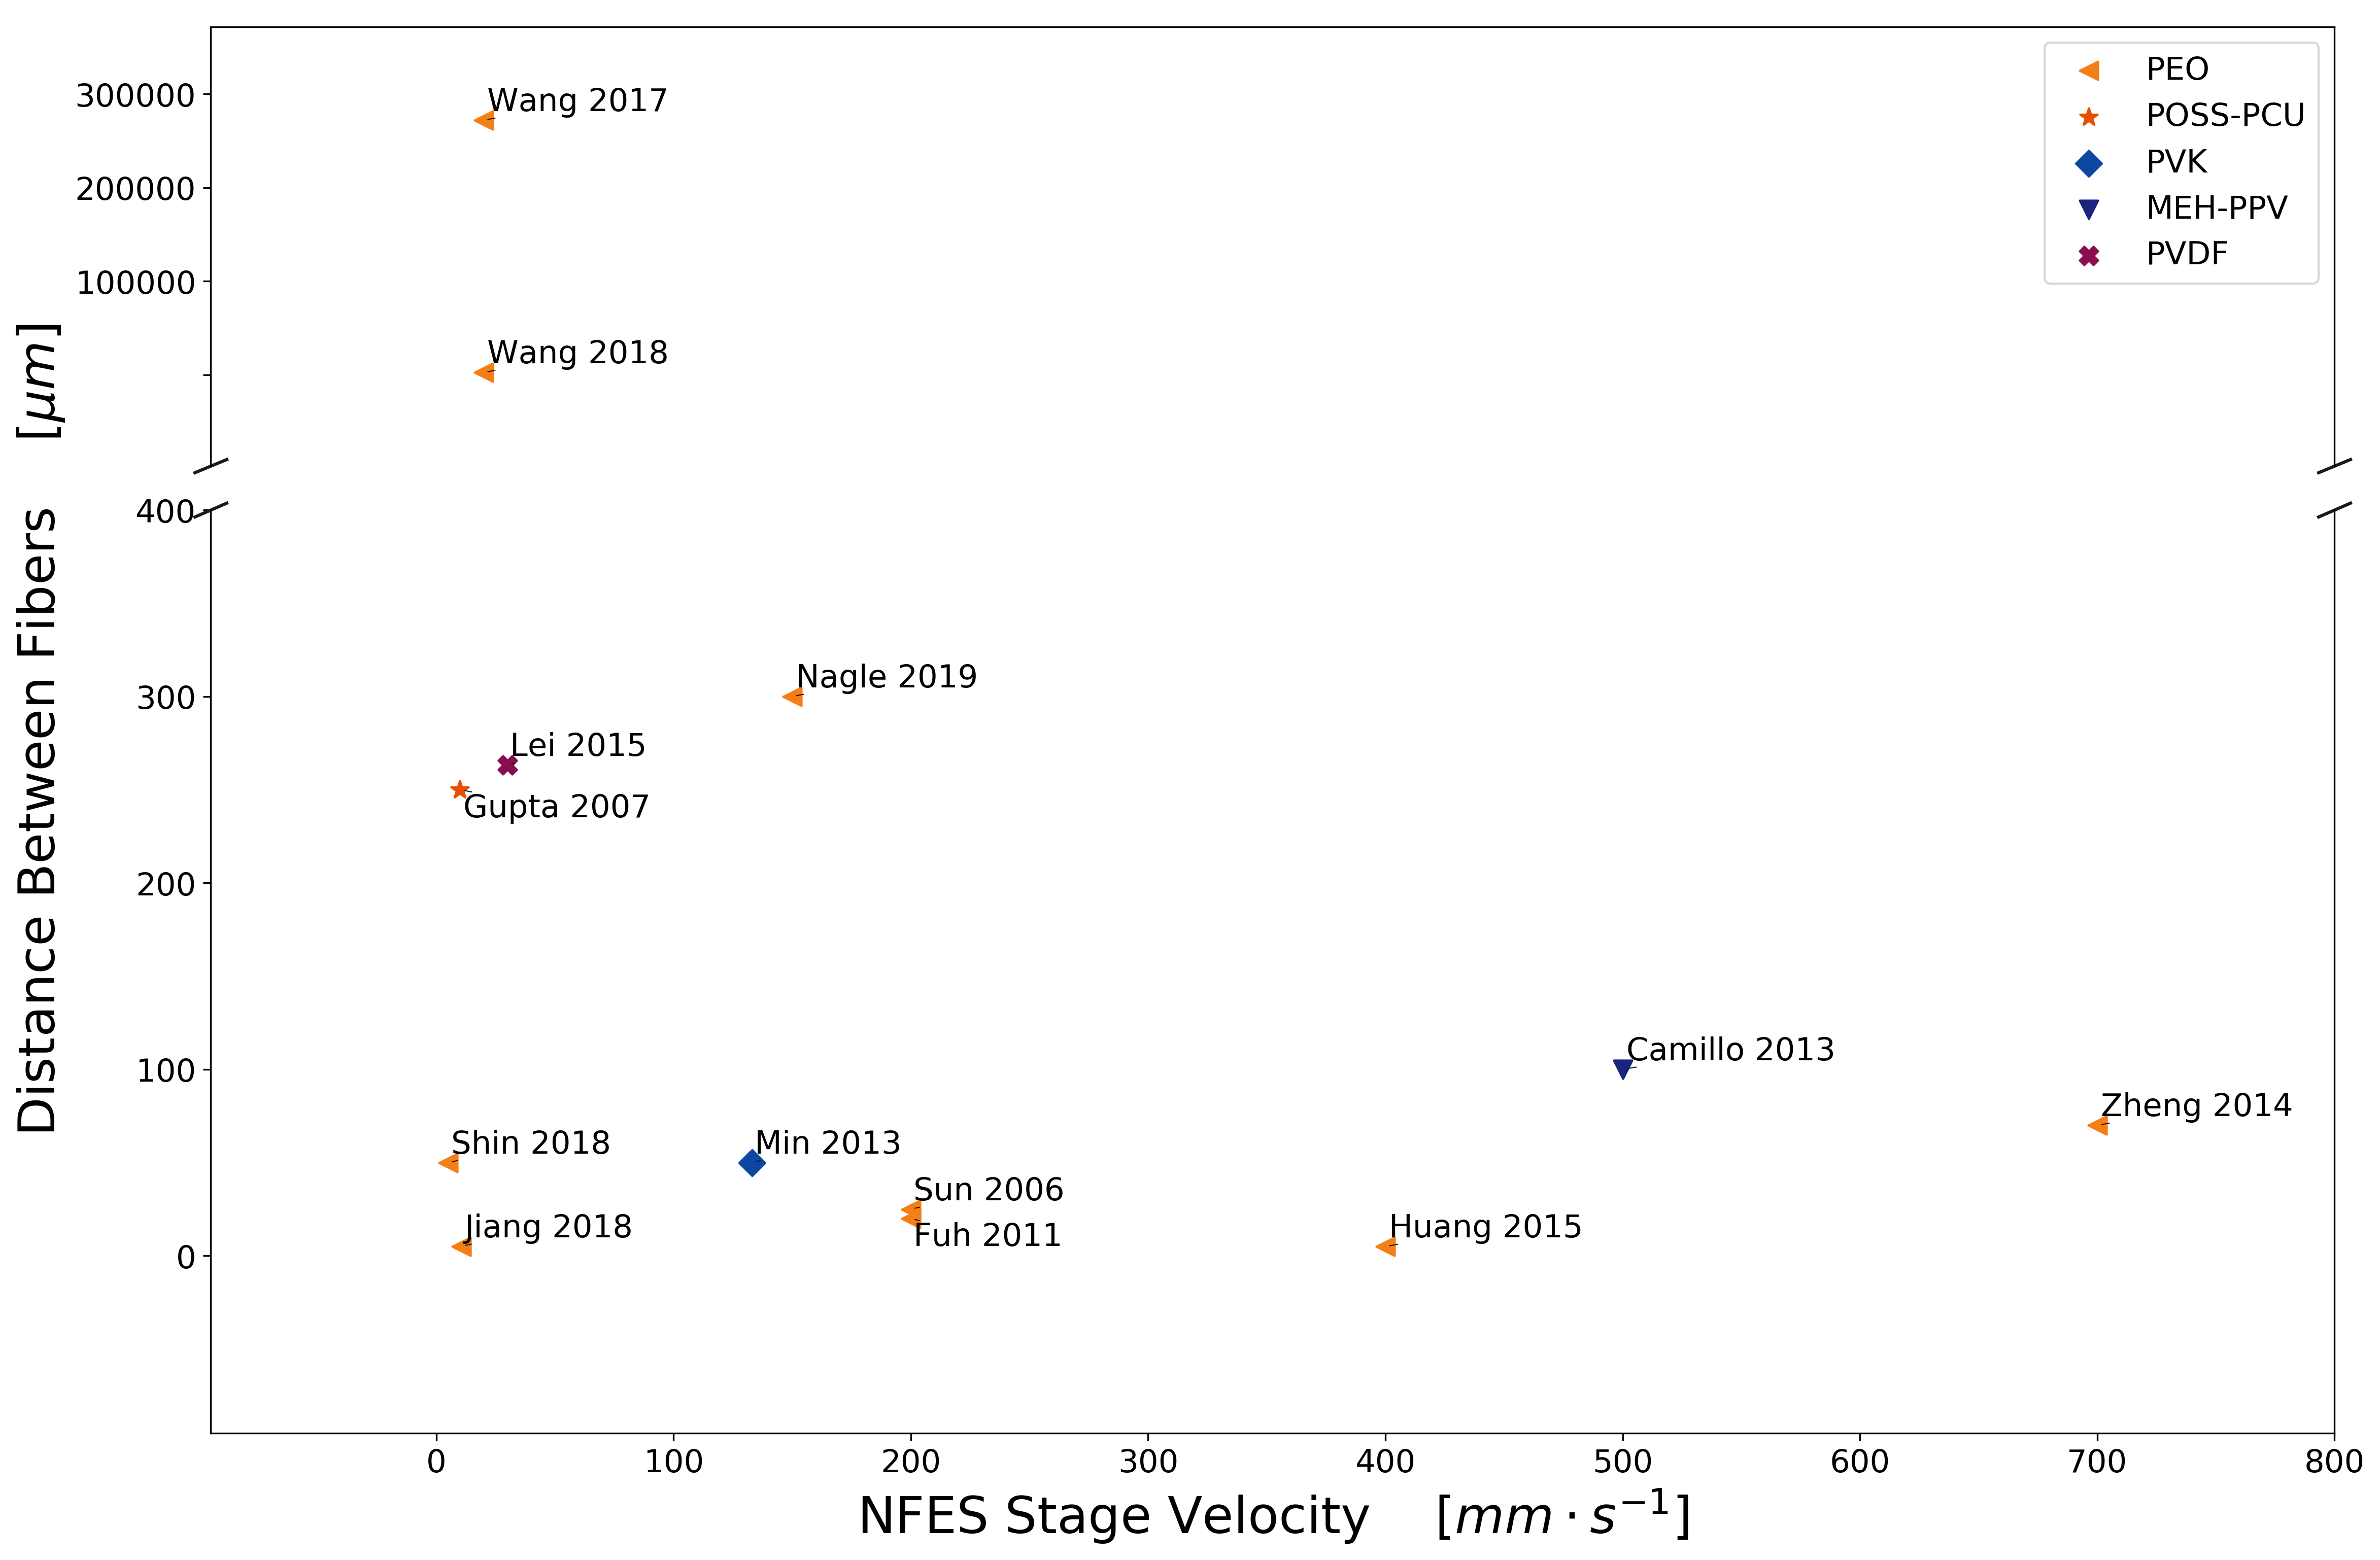 300000
200000
100000
400
300
200
100
0
0
100
200
300
400
500
600
700
800
Distance Between Fibers [μm]
NFES Stage Velocity [mm · s⁻¹]
PEO
POSS-PCU
PVK
MEH-PPV
PVDF
Wang 2017
Wang 2018
Nagle 2019
Lei 2015
Gupta 2007
Camillo 2013
Zheng 2014
Shin 2018
Min 2013
Sun 2006
Fuh 2011
Jiang 2018
Huang 2015